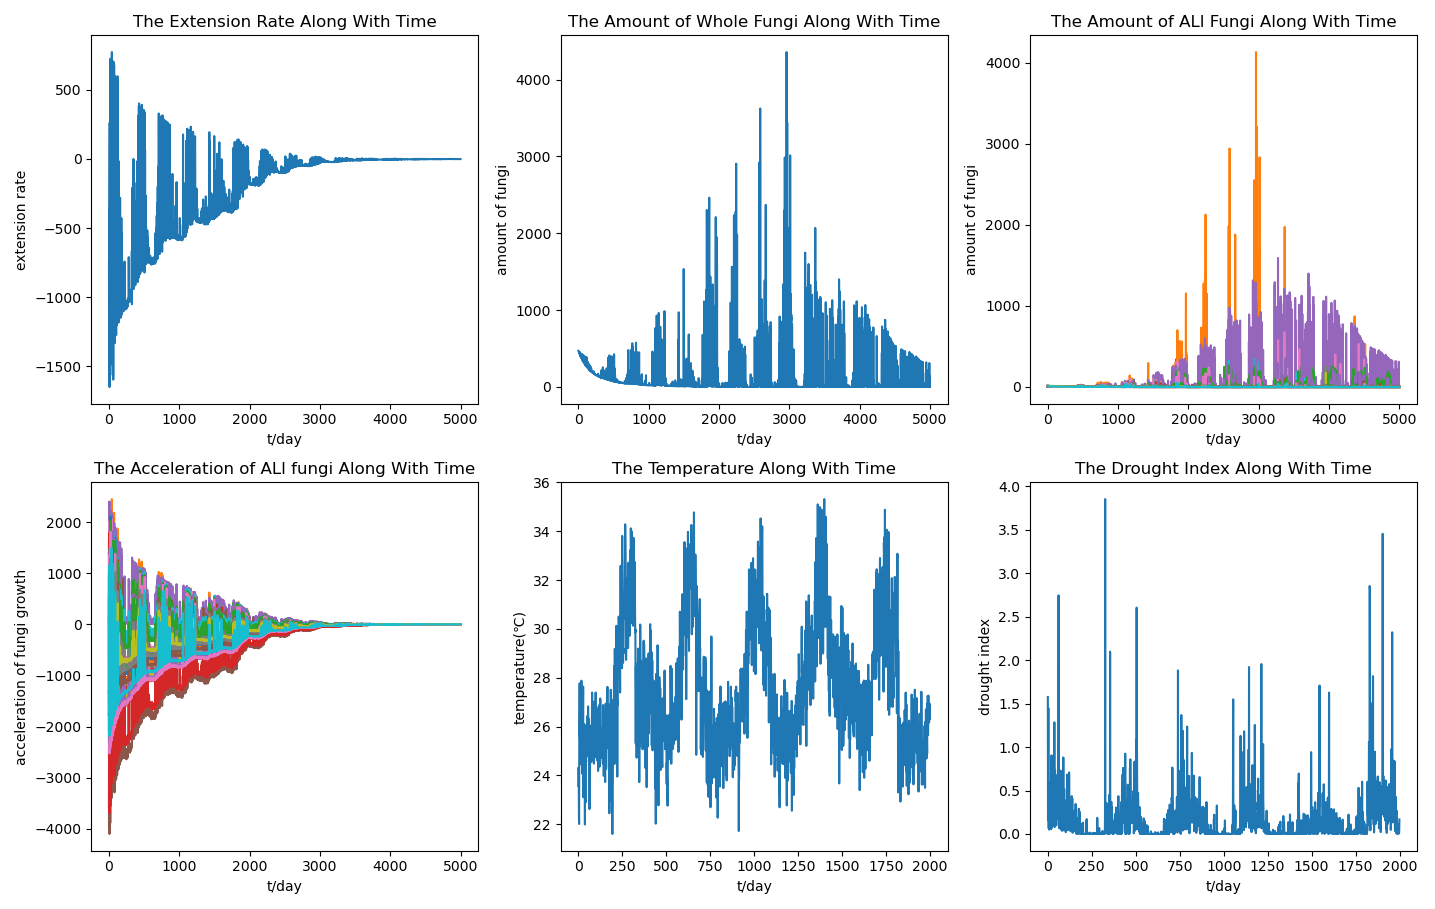 The Extension Rate Along With Time
extension rate
500
0
−500
−1000
−1500
0 1000 2000 3000 4000 5000
t/day
The Amount of Whole Fungi Along With Time
amount of fungi
4000
3000
2000
1000
0
0 1000 2000 3000 4000 5000
t/day
The Amount of ALI Fungi Along With Time
amount of fungi
4000
3000
2000
1000
0
0 1000 2000 3000 4000 5000
t/day
The Acceleration of ALI fungi Along With Time
acceleration of fungi growth
2000
1000
0
−1000
−2000
−3000
−4000
0 1000 2000 3000 4000 5000
t/day
The Temperature Along With Time
temperature(℃)
36
34
32
30
28
26
24
22
0 250 500 750 1000 1250 1500 1750 2000
t/day
The Drought Index Along With Time
drought index
4.0
3.5
3.0
2.5
2.0
1.5
1.0
0.5
0.0
0 250 500 750 1000 1250 1500 1750 2000
t/day